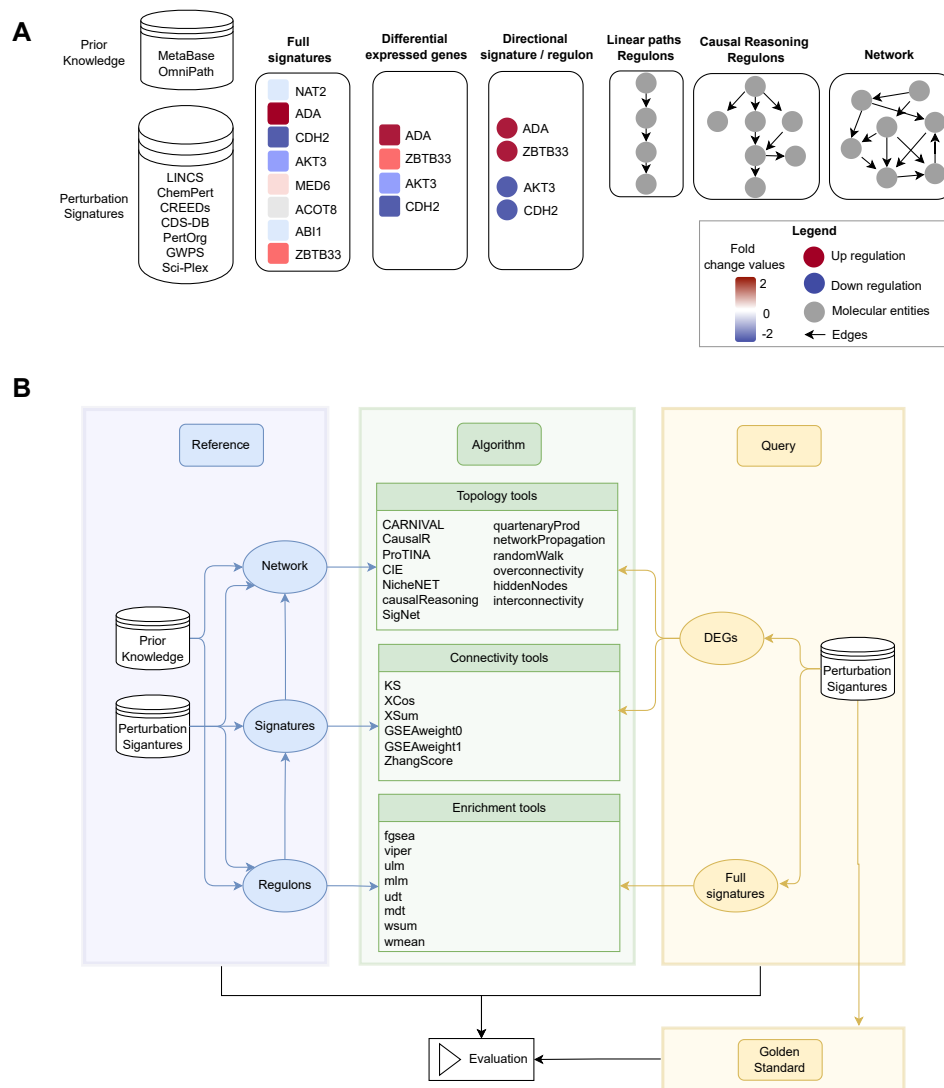 A
Prior
Knowledge
MetaBase
OmniPath
Perturbation
Signatures
LINCS
ChemPert
CREEDs
CDS-DB
PertOrg
GWPS
Sci-Plex
Full
signatures
NAT2
ADA
CDH2
AKT3
MED6
ACOT8
ABI1
ZBTB33
Differential
expressed genes
ADA
ZBTB33
AKT3
CDH2
Directional
signature / regulon
ADA
ZBTB33
AKT3
CDH2
Linear paths
Regulons
Causal Reasoning
Regulons
Network
Legend
Fold
change values
2
0
-2
Up regulation
Down regulation
Molecular entities
Edges
B
Reference
Algorithm
Query
Network
Prior
Knowledge
Perturbation
Sigantures
Signatures
Regulons
Topology tools
CARNIVAL
CausalR
ProTINA
CIE
NicheNET
causalReasoning
SigNet
quartenaryProd
networkPropagation
randomWalk
overconnectivity
hiddenNodes
interconnectivity
Connectivity tools
KS
XCos
XSum
GSEAweight0
GSEAweight1
ZhangScore
Enrichment tools
fgsea
viper
ulm
mlm
udt
mdt
wsum
wmean
DEGs
Perturbation
Sigantures
Full
signatures
Evaluation
Golden
Standard